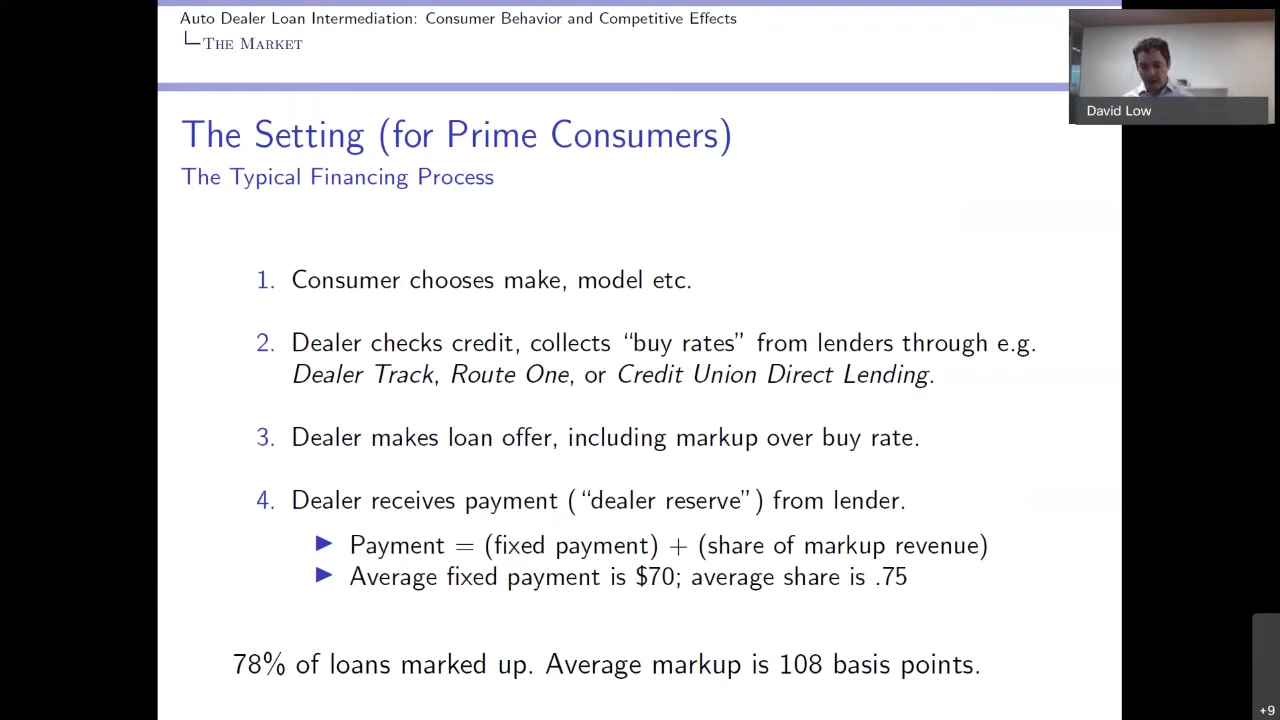 Auto Dealer Loan Intermediation: Consumer Behavior and Competitive Effects
The Market
David Low
The Setting (for Prime Consumers)
The Typical Financing Process
1. Consumer chooses make, model etc.
2. Dealer checks credit, collects “buy rates” from lenders through e.g.
Dealer Track, Route One, or Credit Union Direct Lending.
3. Dealer makes loan offer, including markup over buy rate.
4. Dealer receives payment (“dealer reserve”) from lender.
▶ Payment = (fixed payment) + (share of markup revenue)
▶ Average fixed payment is $70; average share is .75
78% of loans marked up. Average markup is 108 basis points.
+9